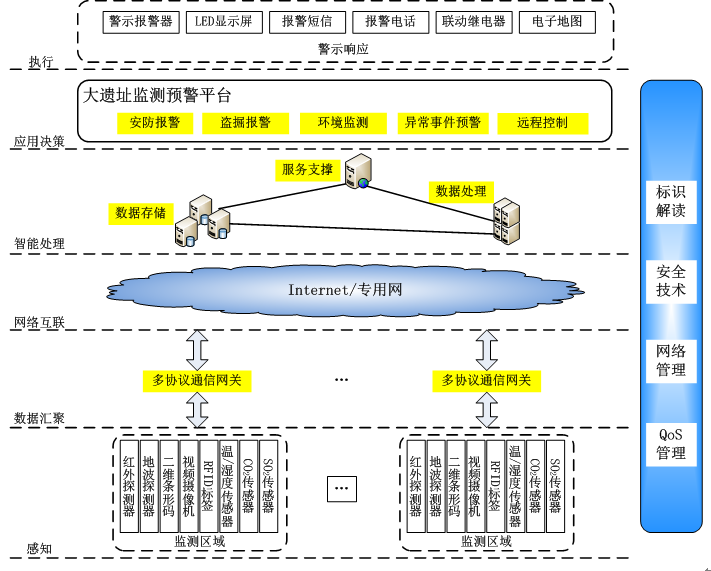 警示报警器 LED显示屏 报警短信 报警电话 联动继电器 电子地图
警示响应
执行
大遗址监测预警平台
安防报警 盗掘报警 环境监测 异常事件预警 远程控制
应用决策
服务支撑
数据处理
数据存储
智能处理
Internet/专用网
网络互联
多协议通信网关 ... 多协议通信网关
数据汇聚
红外探测器
地波探测器
二维条形码
视频摄像机
RFID标签
温/湿度传感器
CO2传感器
SO2传感器
监测区域
...
红外探测器
地波探测器
二维条形码
视频摄像机
RFID标签
温/湿度传感器
CO2传感器
SO2传感器
监测区域
感知
标识
解读
安全
技术
网络
管理
QoS
管理